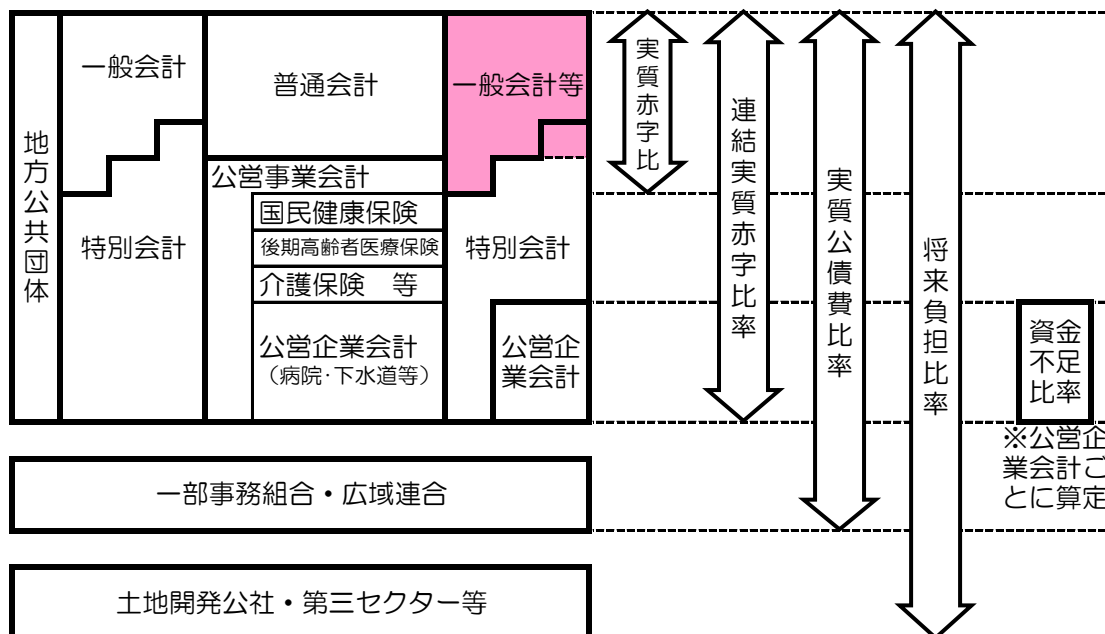 地方公共団体
一般会計
特別会計
普通会計
公営事業会計
国民健康保険
後期高齢者医療保険
介護保険　等
公営企業会計
（病院・下水道等）
一般会計等
特別会計
公営企
業会計
実質赤字比
連結実質赤字比率
実質公債費比率
将来負担比率
資金
不足
比率
※公営企
業会計ご
とに算定
一部事務組合・広域連合
土地開発公社・第三セクター等